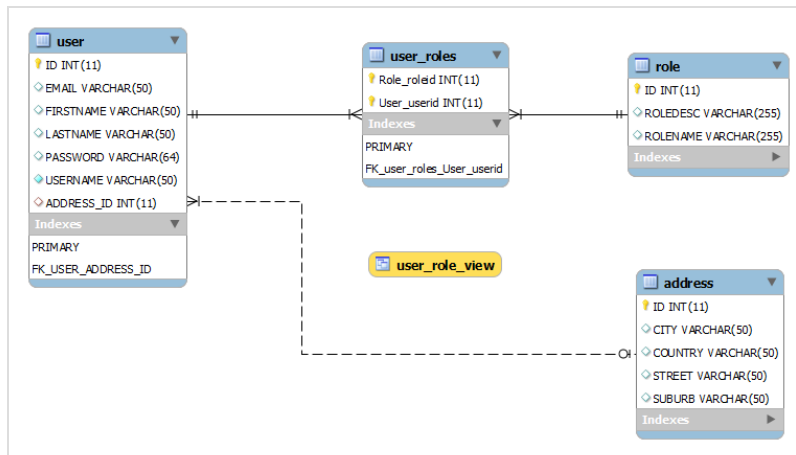 user
ID INT(11)
EMAIL VARCHAR(50)
FIRSTNAME VARCHAR(50)
LASTNAME VARCHAR(50)
PASSWORD VARCHAR(64)
USERNAME VARCHAR(50)
ADDRESS_ID INT(11)
Indexes
PRIMARY
FK_USER_ADDRESS_ID
user_roles
Role_roleid INT(11)
User_userid INT(11)
Indexes
PRIMARY
FK_user_roles_User_userid
role
ID INT(11)
ROLEDESC VARCHAR(255)
ROLENAME VARCHAR(255)
Indexes
user_role_view
address
ID INT(11)
CITY VARCHAR(50)
COUNTRY VARCHAR(50)
STREET VARCHAR(50)
SUBURB VARCHAR(50)
Indexes